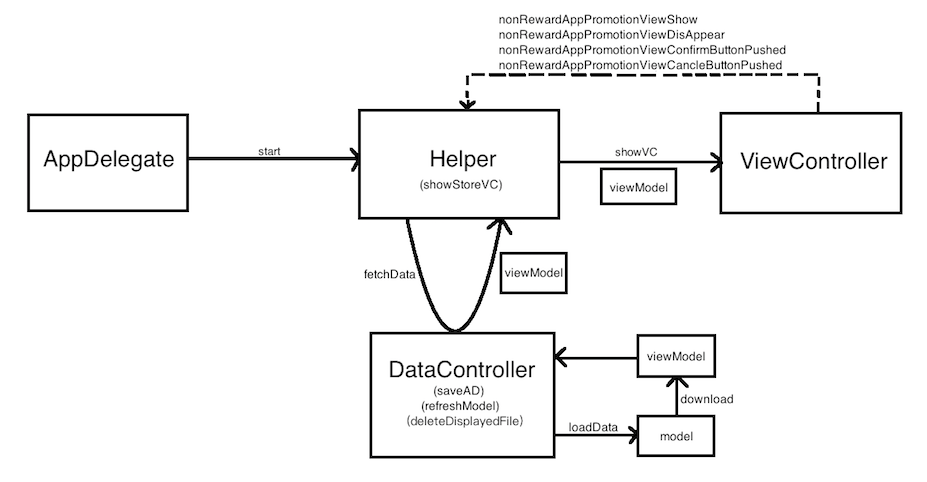 nonRewardAppPromotionViewShow
nonRewardAppPromotionViewDisAppear
nonRewardAppPromotionViewConfirmButtonPushed
nonRewardAppPromotionViewCancleButtonPushed
AppDelegate
start
Helper
(showStoreVC)
showVC
viewModel
ViewController
fetchData
viewModel
DataController
(saveAD)
(refreshModel)
(deleteDisplayedFile)
viewModel
download
loadData
model